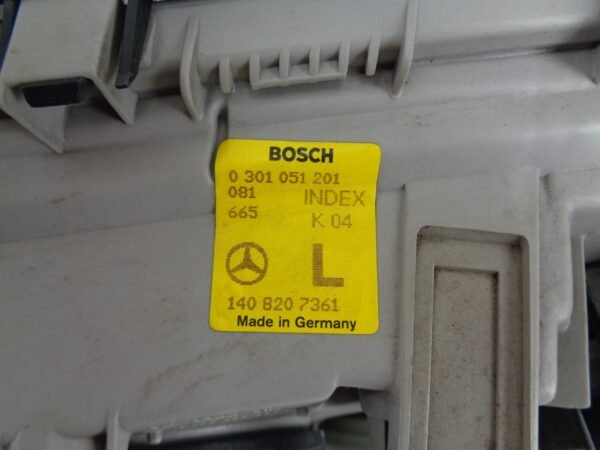 BOSCH
0 301 051 201
081 INDEX
665 K 04
L
140 820 7361
Made in Germany